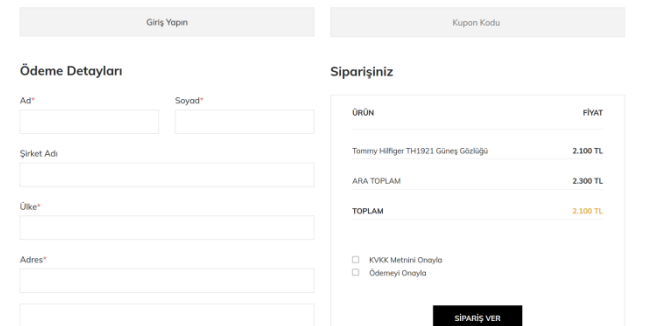 Giriş Yapın
Kupon Kodu
Ödeme Detayları
Ad*
Soyad*
Şirket Adı
Ülke*
Adres*
Siparişiniz
ÜRÜN FİYAT
Tommy Hilfiger TH1921 Güneş Gözlüğü 2.100 TL
ARA TOPLAM 2.300 TL
TOPLAM 2.100 TL
KVKK Metnini Onayla
Ödemeyi Onayla
SİPARİŞ VER